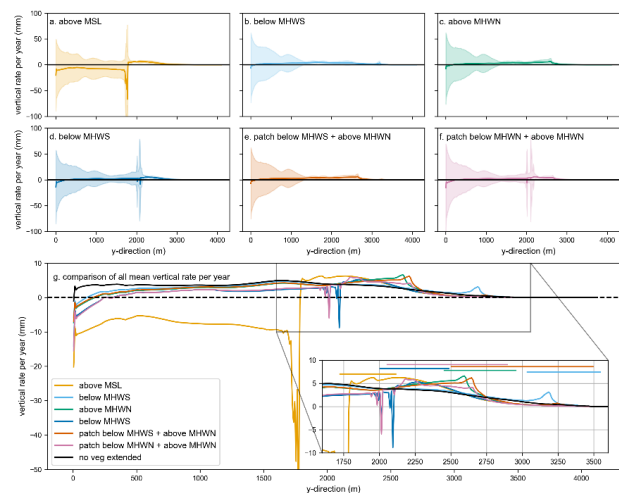 a. above MSL
b. below MHWS
c. above MHWN
100
50
0
−50
−100
vertical rate per year (mm)
d. below MHWS
e. patch below MHWS + above MHWN
f. patch below MHWN + above MHWN
100
50
0
−50
−100
vertical rate per year (mm)
0 1000 2000 3000 4000
0 1000 2000 3000 4000
0 1000 2000 3000 4000
y-direction (m)
y-direction (m)
y-direction (m)
g. comparison of all mean vertical rate per year
10
0
−10
−20
−30
−40
−50
vertical rate per year (mm)
above MSL
below MHWS
above MHWN
below MHWS
patch below MHWS + above MHWN
patch below MHWN + above MHWN
no veg extended
10
5
0
−5
−10
1750 2000 2250 2500 2750 3000 3250 3500
0 500 1000 1500 2000 2500 3000 3500 4000
y-direction (m)